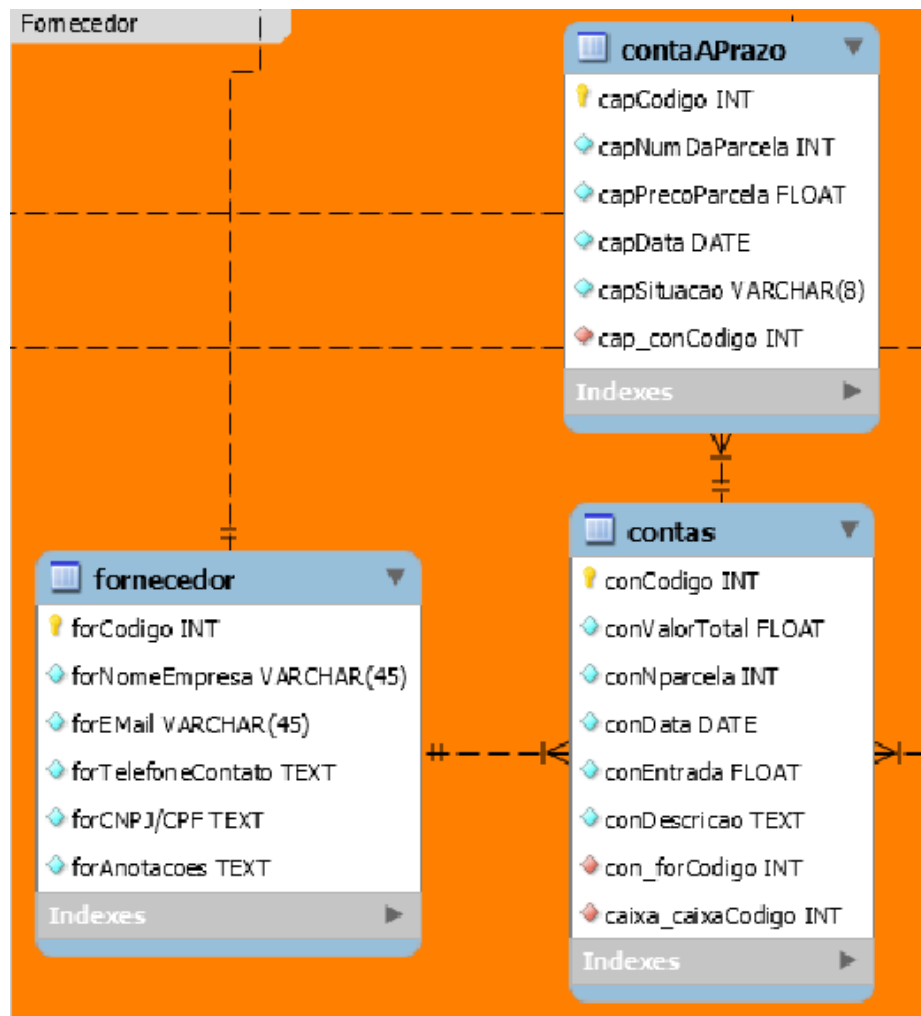 Fornecedor
contaAPrazo
capCodigo INT
capNumDaParcela INT
capPrecoParcela FLOAT
capData DATE
capSituacao VARCHAR(8)
cap_conCodigo INT
Indexes
fornecedor
forCodigo INT
forNomeEmpresa VARCHAR(45)
forEMail VARCHAR(45)
forTelefoneContato TEXT
forCNPJ/CPF TEXT
forAnotacoes TEXT
Indexes
contas
conCodigo INT
conValorTotal FLOAT
conNparcela INT
conData DATE
conEntrada FLOAT
conDescricao TEXT
con_forCodigo INT
caixa_caixaCodigo INT
Indexes